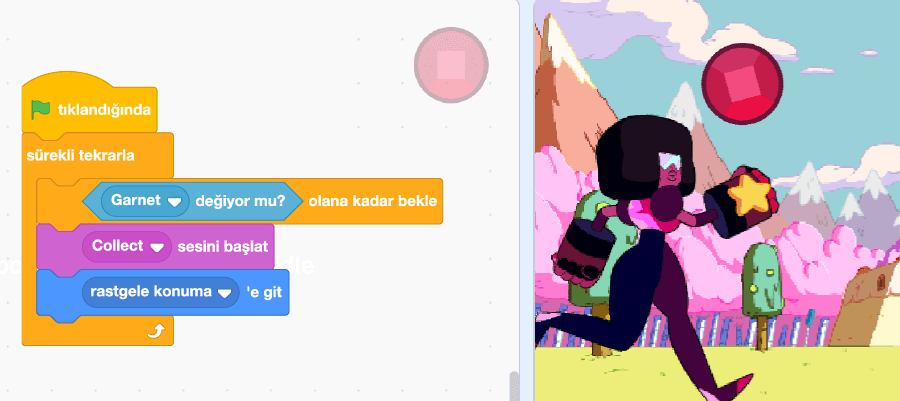 tıklandığında
sürekli tekrarla
Garnet değiyor mu? olana kadar bekle
Collect sesini başlat
rastgele konuma 'e git